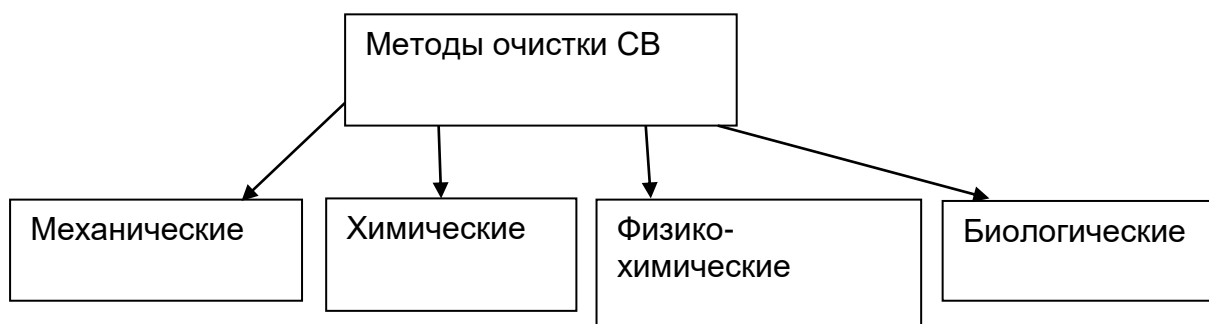 Методы очистки СВ
Механические
Химические
Физико-
химические
Биологические